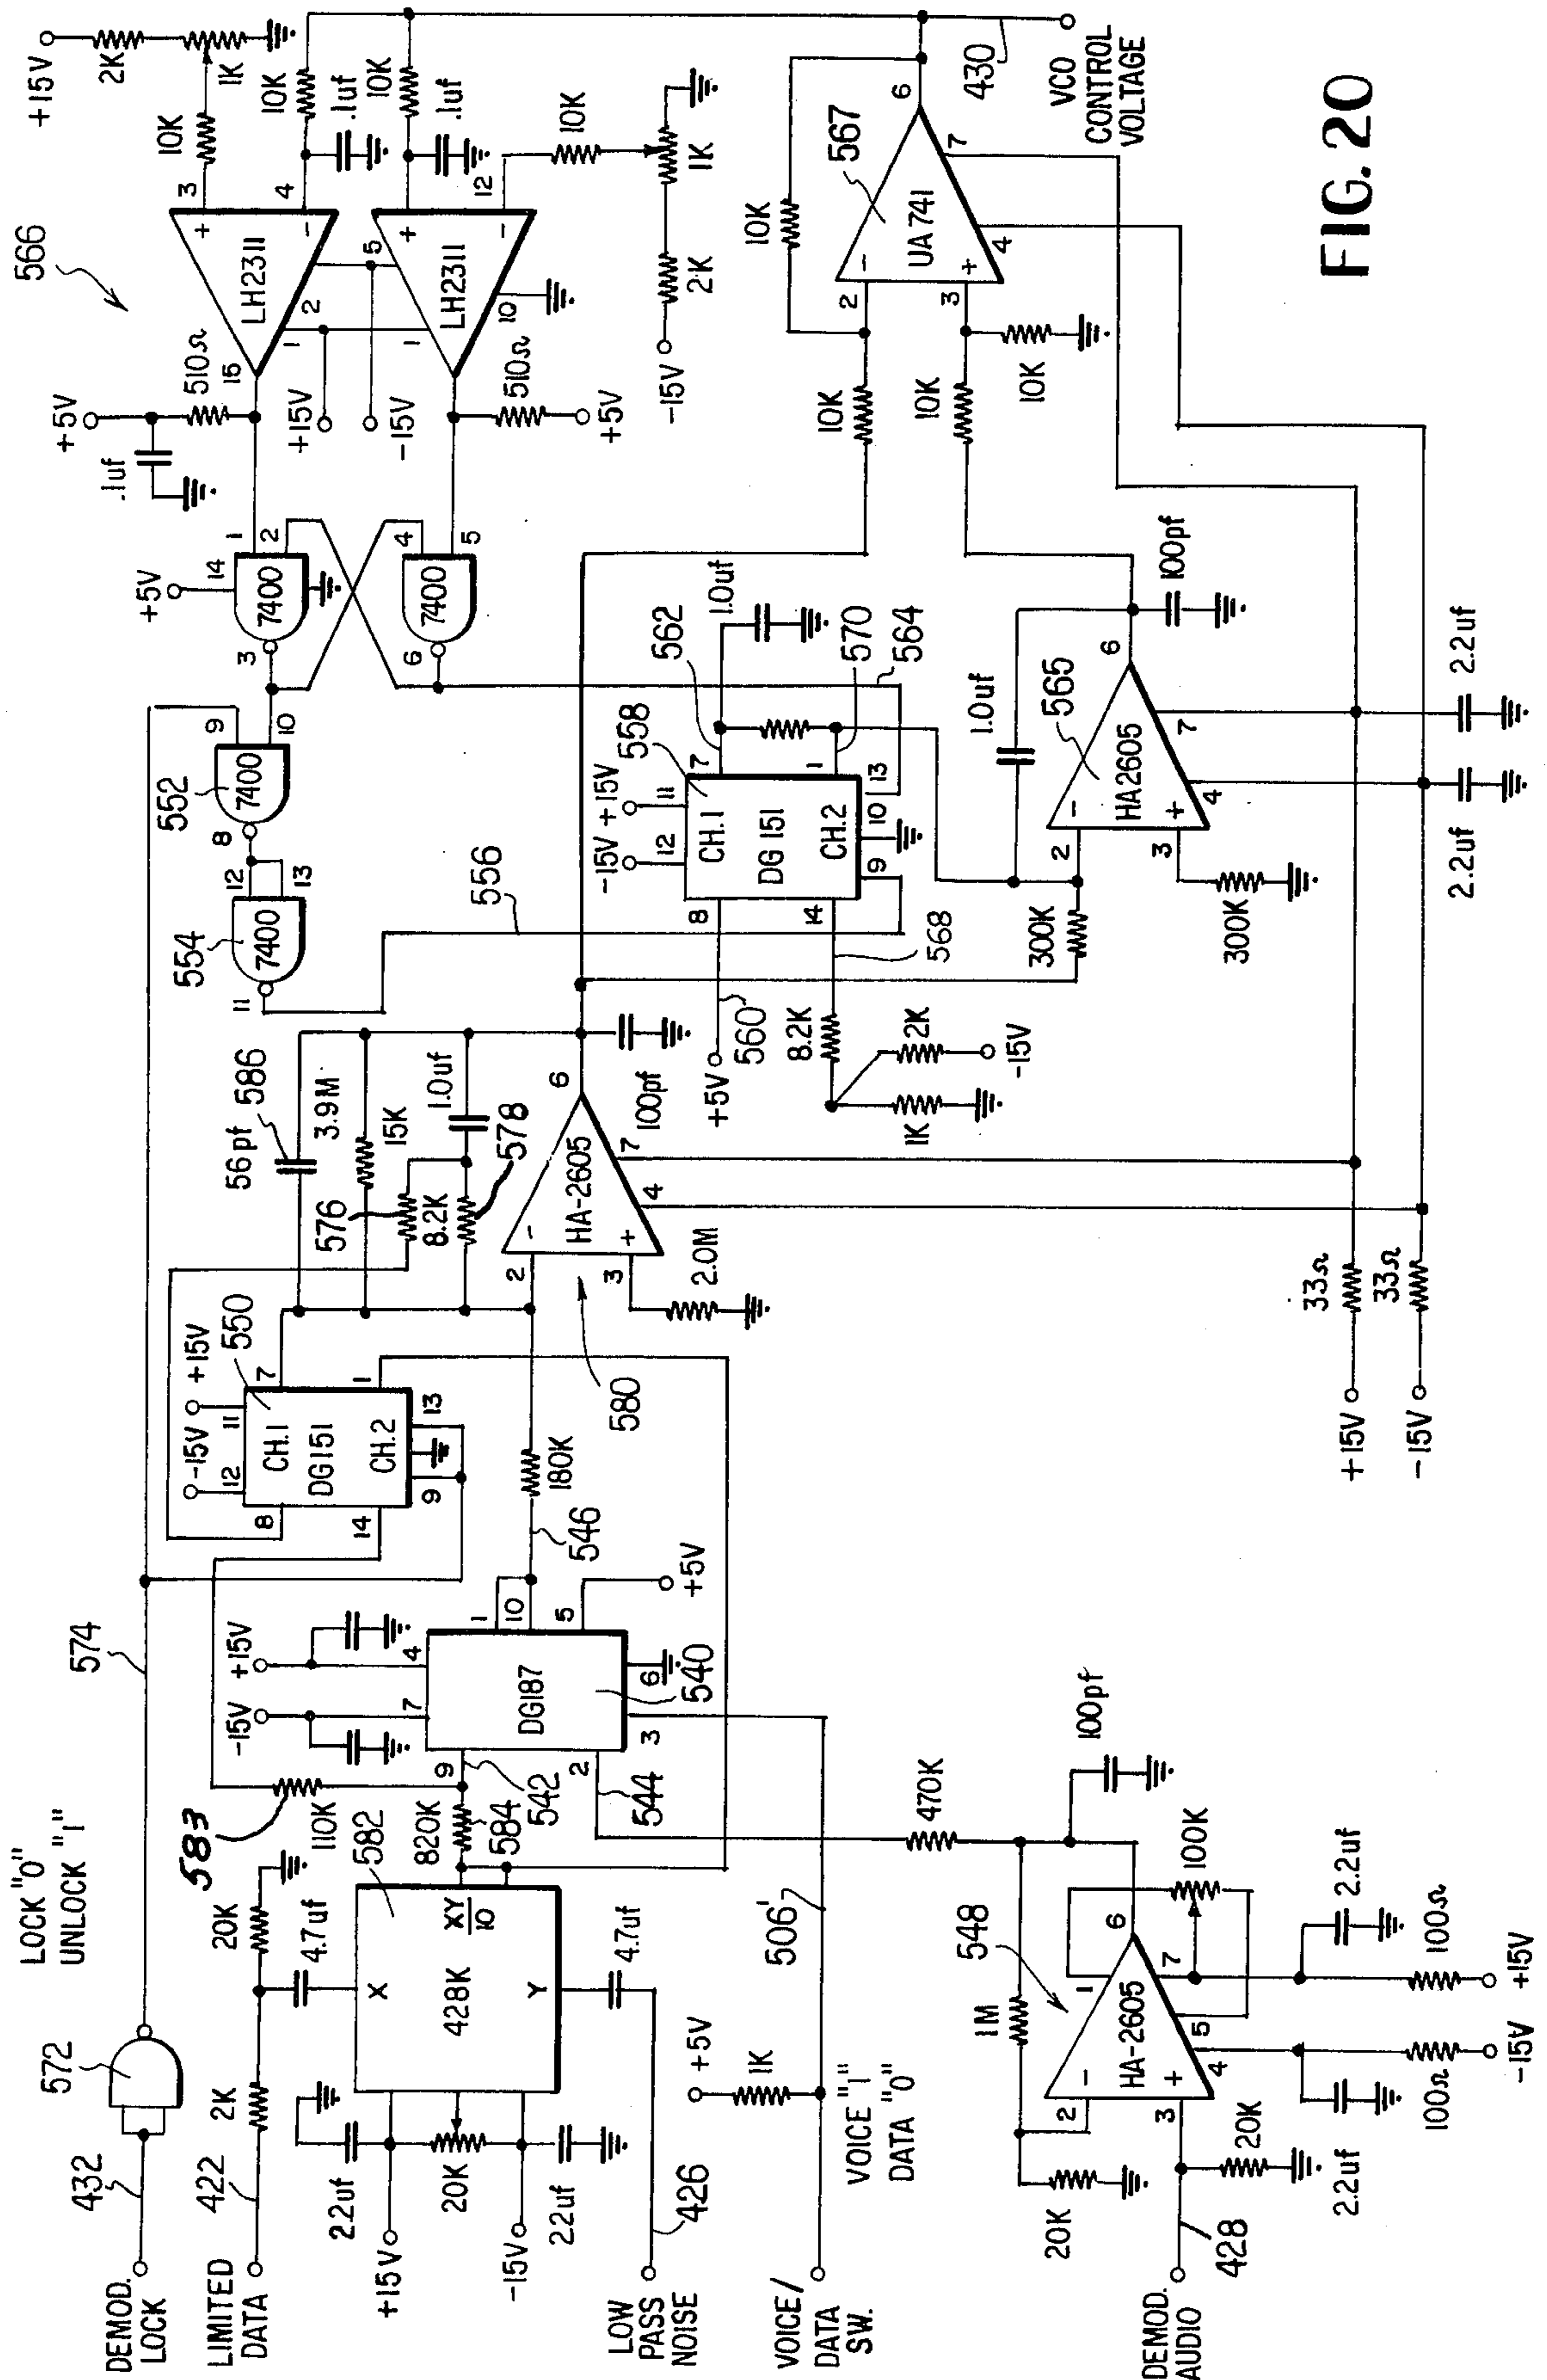 DEMOD.
LOCK
432
572
LOCK "0"
UNLOCK "1"
574
LIMITED
DATA
422
2K
20K
4.7uf
583
110K
+15V
-15V
2.2uf
20K
2.2uf
X
428K
Y
XY
10
582
820K
584
9
542
2
544
7
4
DG187
540
3
6
1
10
5
+5V
546
180K
LOW
PASS
NOISE
426
4.7uf
+5V
1K
VOICE/
DATA
SW.
VOICE "1"
DATA "0"
506'
470K
100pf
DEMOD.
AUDIO
428
20K
20K
1M
2
3
-
+
HA-2605
548
1
6
7
5
4
100K
2.2uf
2.2uf
100Ω
100Ω
-15V
+15V
-15V
+15V
12
11
550
8
7
CH.1
DG151
CH.2
14
1
9
13
56pf
586
3.9M
15K
576
8.2K
1.0uf
578
2
3
-
+
HA-2605
6
7
4
580
2.0M
100pf
+15V
-15V
33Ω
33Ω
552
7400
9
10
8
554
7400
12
13
11
556
+5V
560
-15V
+15V
12
11
558
8
7
CH.1
DG151
CH.2
14
1
9
10
13
562
1.0uf
570
564
568
8.2K
1K
2K
-15V
300K
300K
2
3
-
+
HA2605
565
6
7
4
1.0uf
100pf
2.2uf
2.2uf
+5V
14
7400
1
2
3
7400
4
5
6
+5V
.1uf
510Ω
15
+15V
-15V
510Ω
+5V
566
LH2311
+
-
3
4
1
2
LH2311
+
-
5
12
1
10
+15V
2K
1K
10K
10K
.1uf
10K
.1uf
10K
1K
2K
-15V
10K
10K
10K
10K
2
3
-
+
UA741
567
6
7
4
430
VCO
CONTROL
VOLTAGE
FIG. 20